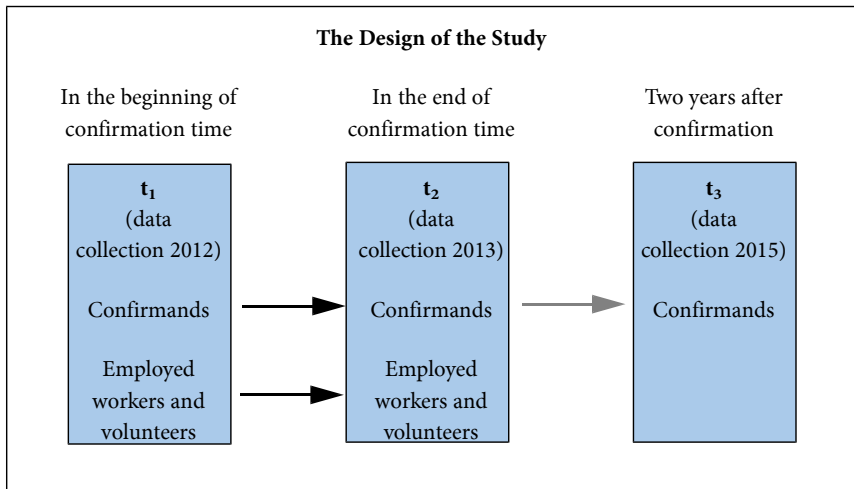 The Design of the Study
In the beginning of
confirmation time
In the end of
confirmation time
Two years after
confirmation
t₁
(data
collection 2012)
Confirmands
Employed
workers and
volunteers
t₂
(data
collection 2013)
Confirmands
Employed
workers and
volunteers
t₃
(data
collection 2015)
Confirmands